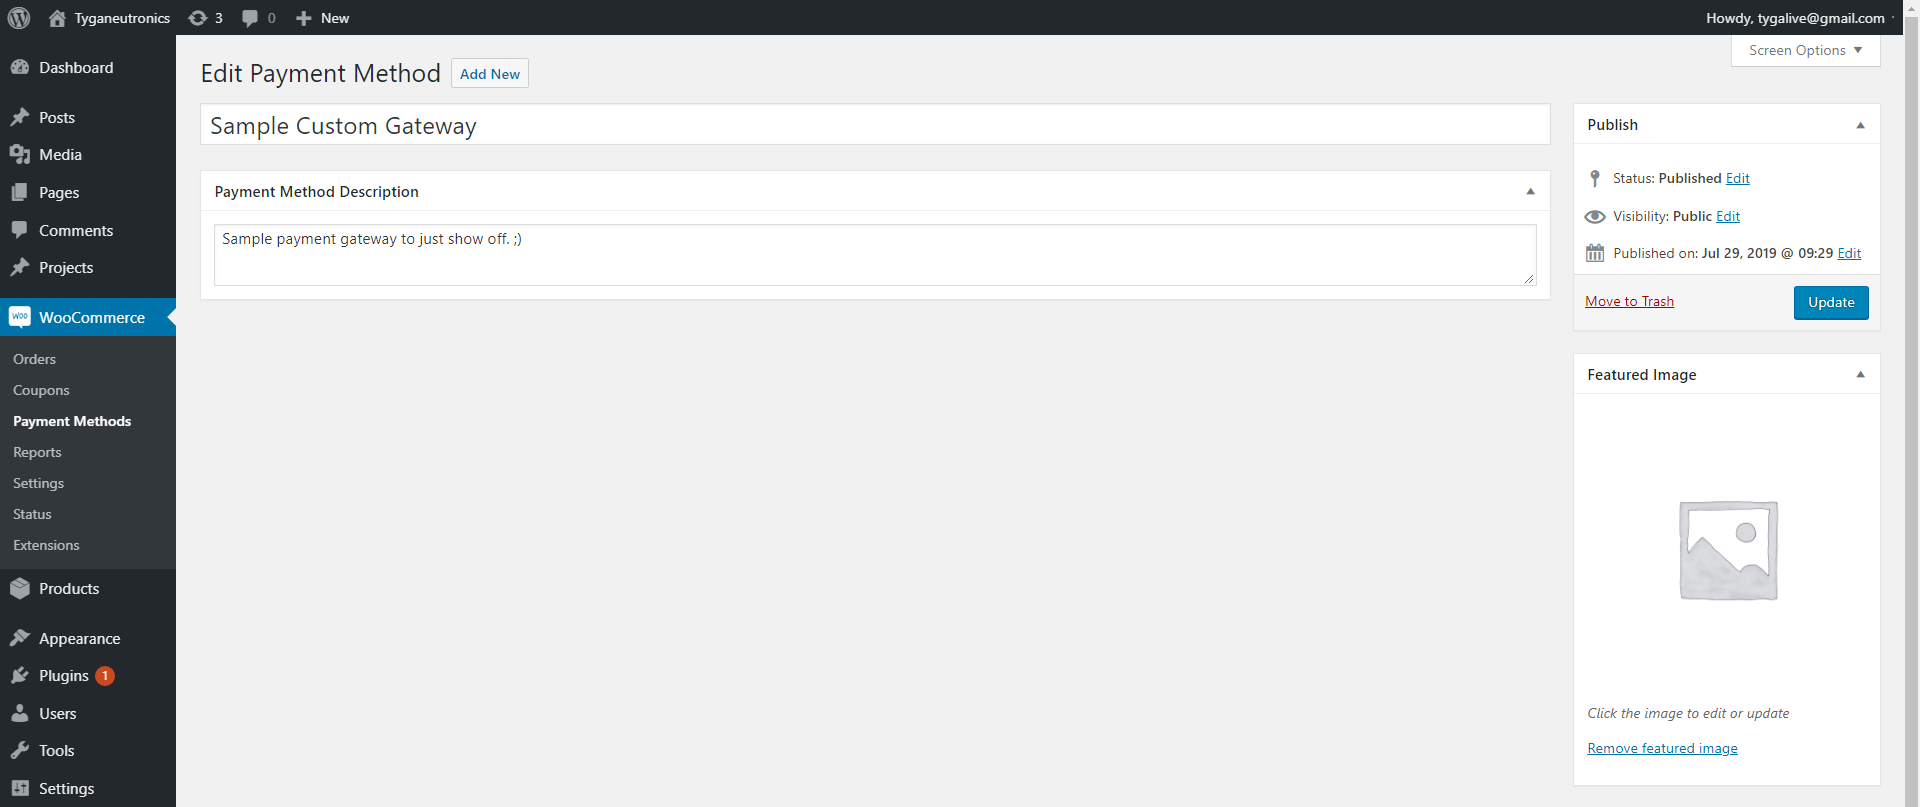 Tyganeutronics 3 0 New
Howdy, tygalive@gmail.com
Screen Options
Dashboard
Posts
Media
Pages
Comments
Projects
WOO WooCommerce
Orders
Coupons
Payment Methods
Reports
Settings
Status
Extensions
Products
Appearance
Plugins 1
Users
Tools
Settings
Edit Payment Method Add New
Sample Custom Gateway
Payment Method Description
Sample payment gateway to just show off. ;)
Publish
Status: Published Edit
Visibility: Public Edit
Published on: Jul 29, 2019 @ 09:29 Edit
Move to Trash Update
Featured Image
Click the image to edit or update
Remove featured image